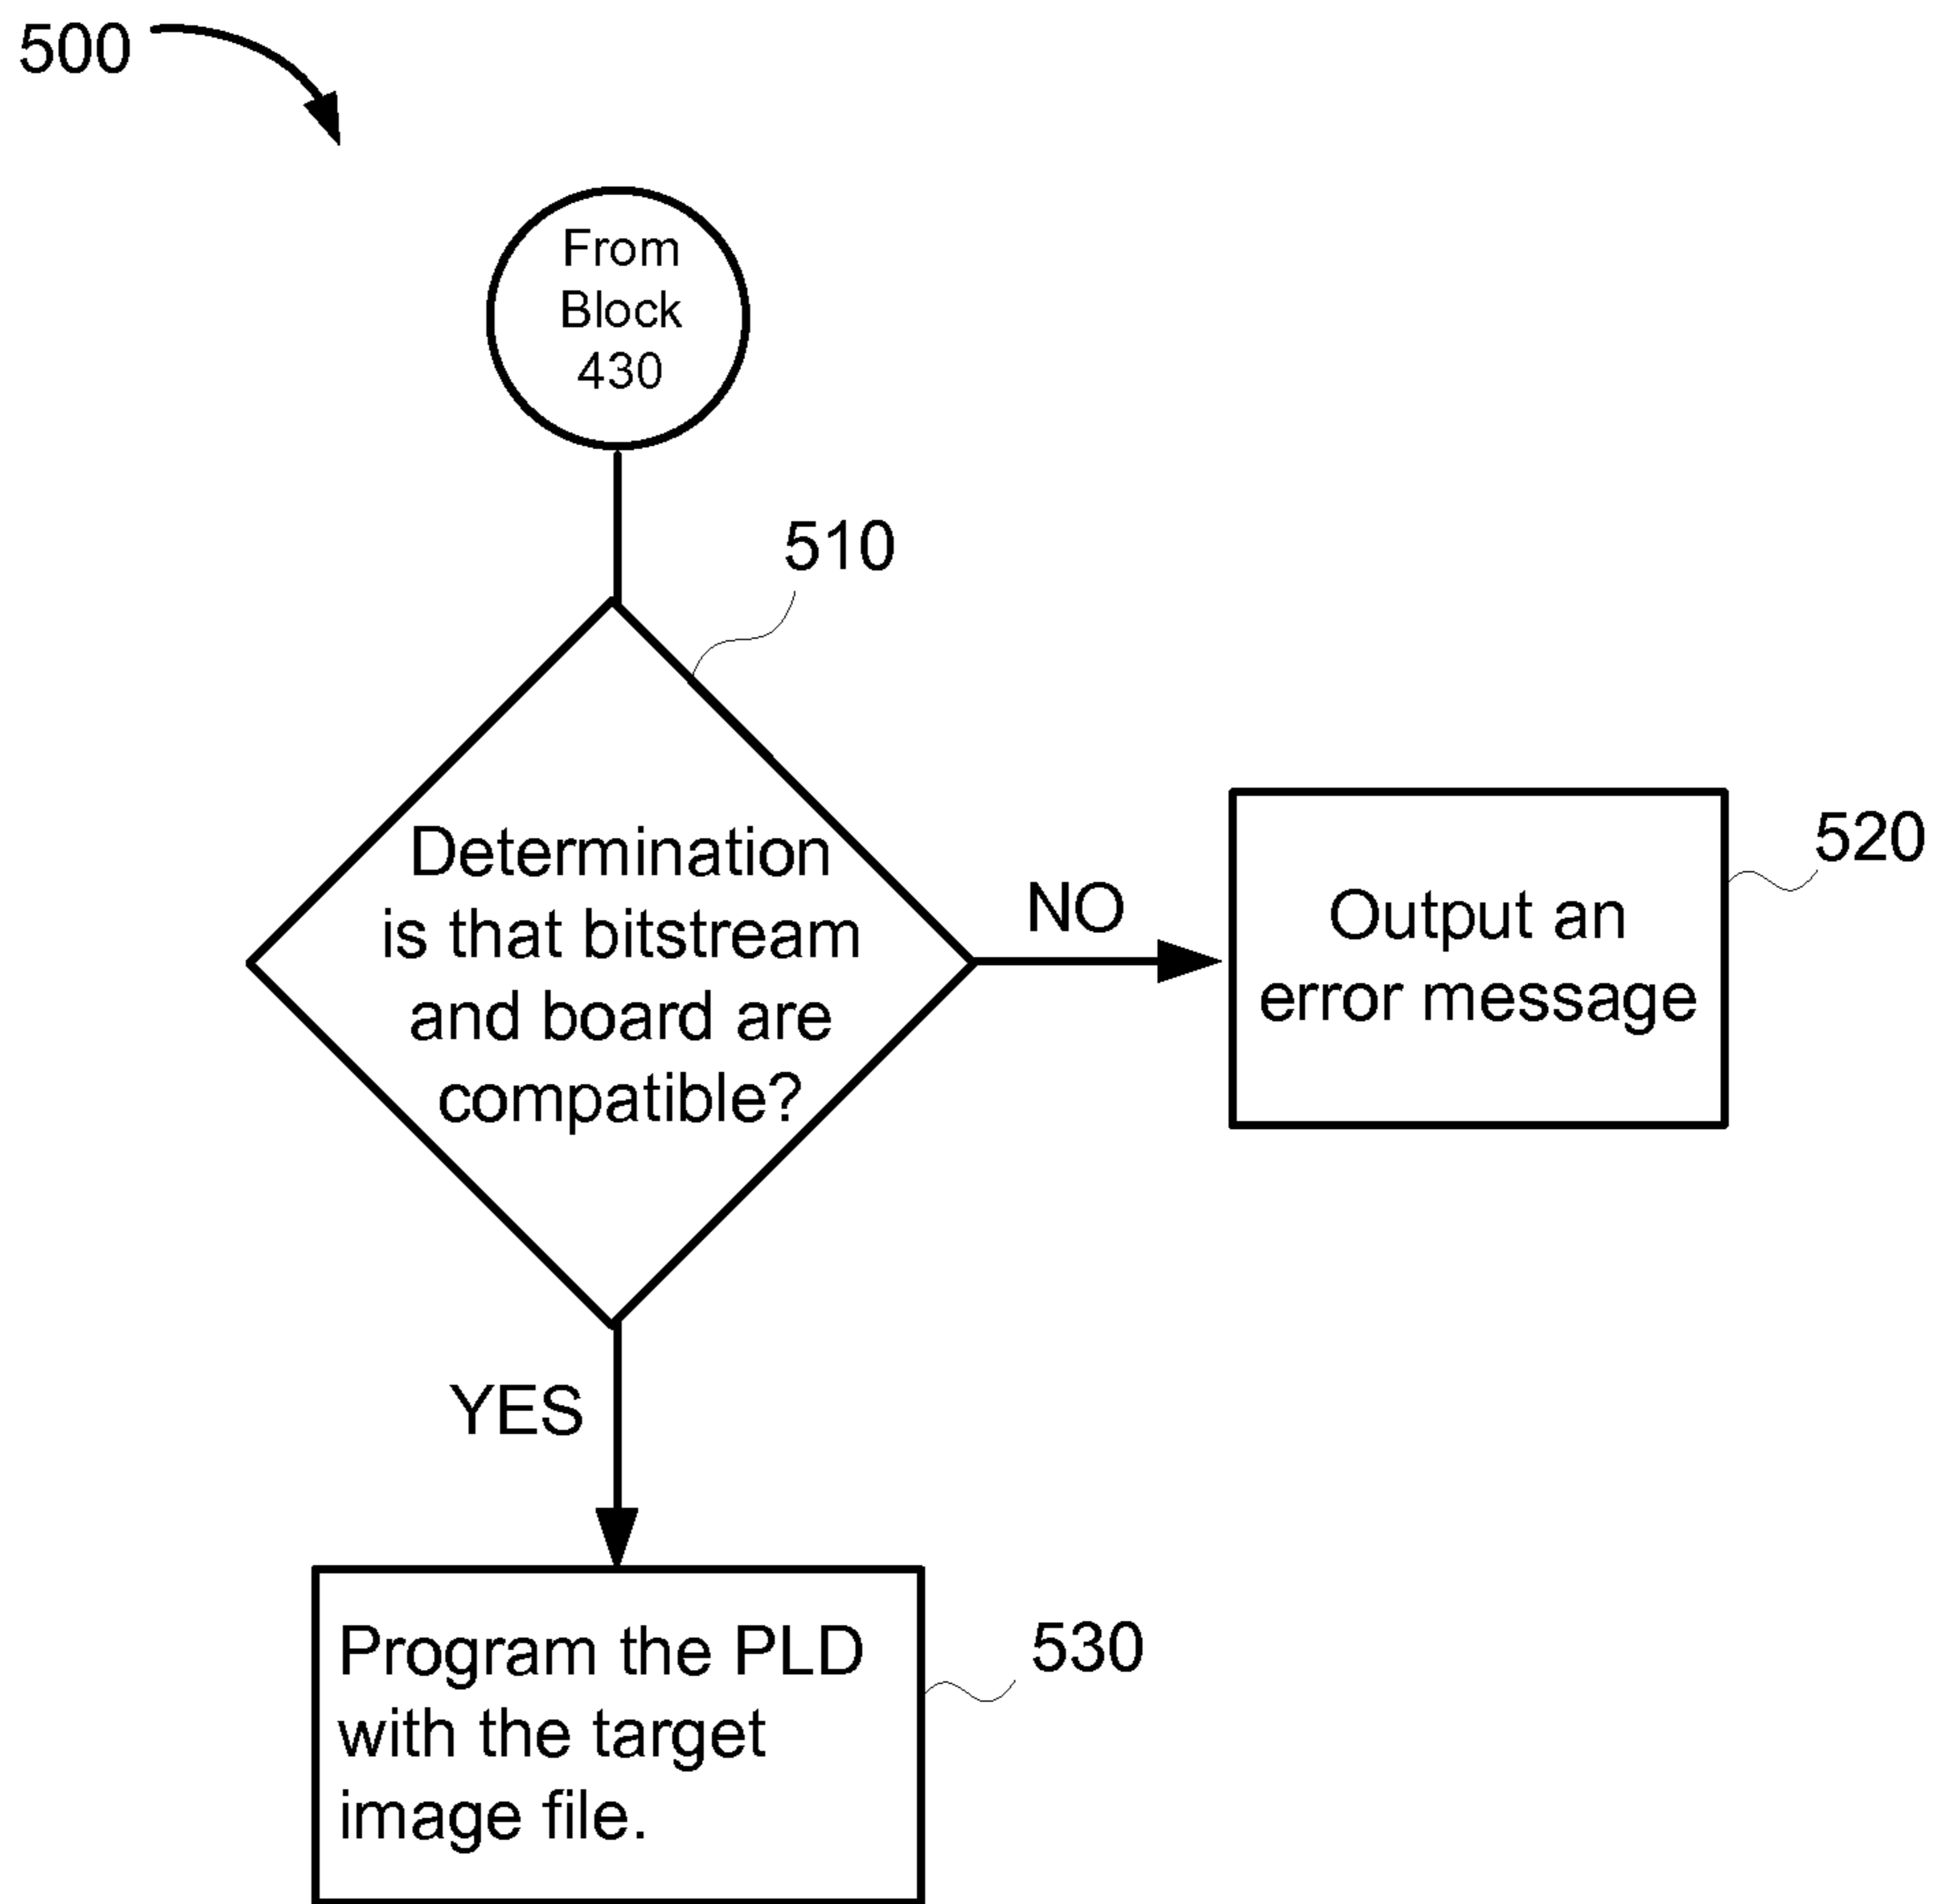 500
From
Block
430
510
Determination
is that bitstream
and board are
compatible?
NO
520
Output an
error message
YES
530
Program the PLD
with the target
image file.